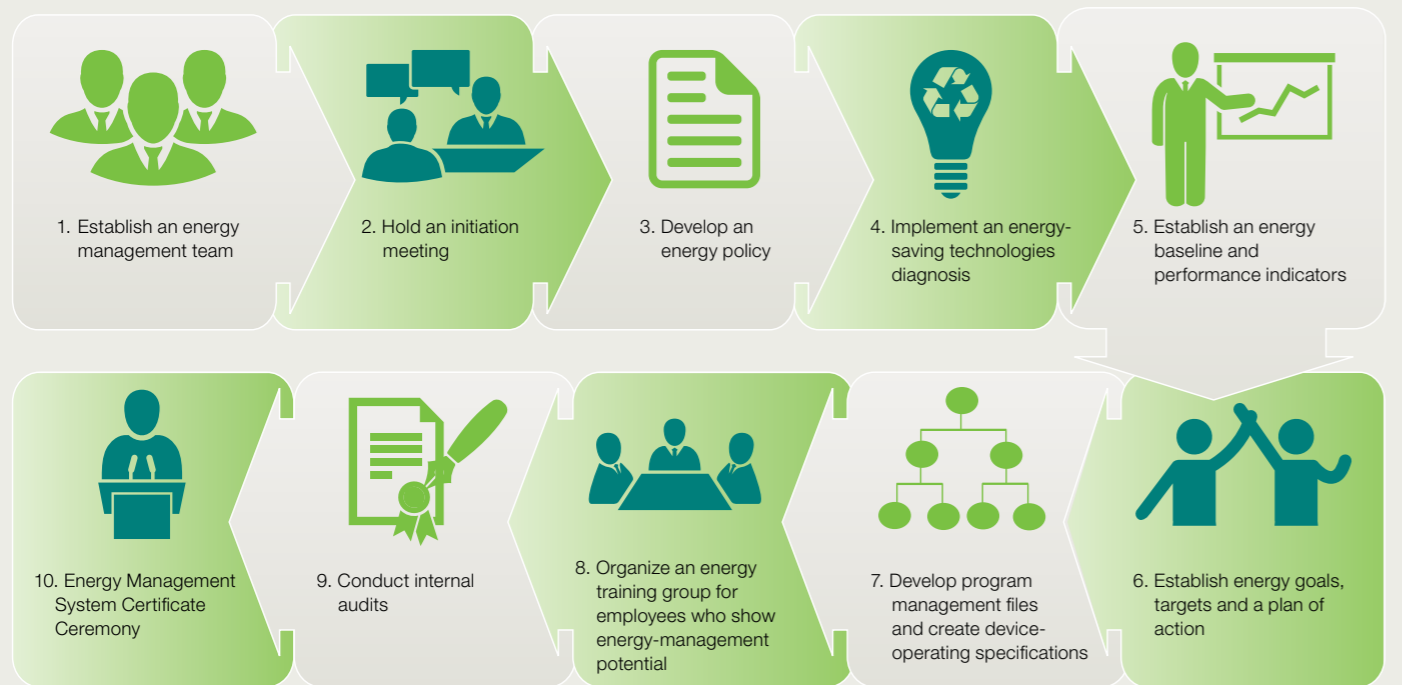 1. Establish an energy
management team
2. Hold an initiation
meeting
3. Develop an
energy policy
4. Implement an energy-
saving technologies
diagnosis
5. Establish an energy
baseline and
performance indicators
6. Establish energy goals,
targets and a plan of
action
7. Develop program
management files
and create device-
operating specifications
8. Organize an energy
training group for
employees who show
energy-management
potential
9. Conduct internal
audits
10. Energy Management
System Certificate
Ceremony